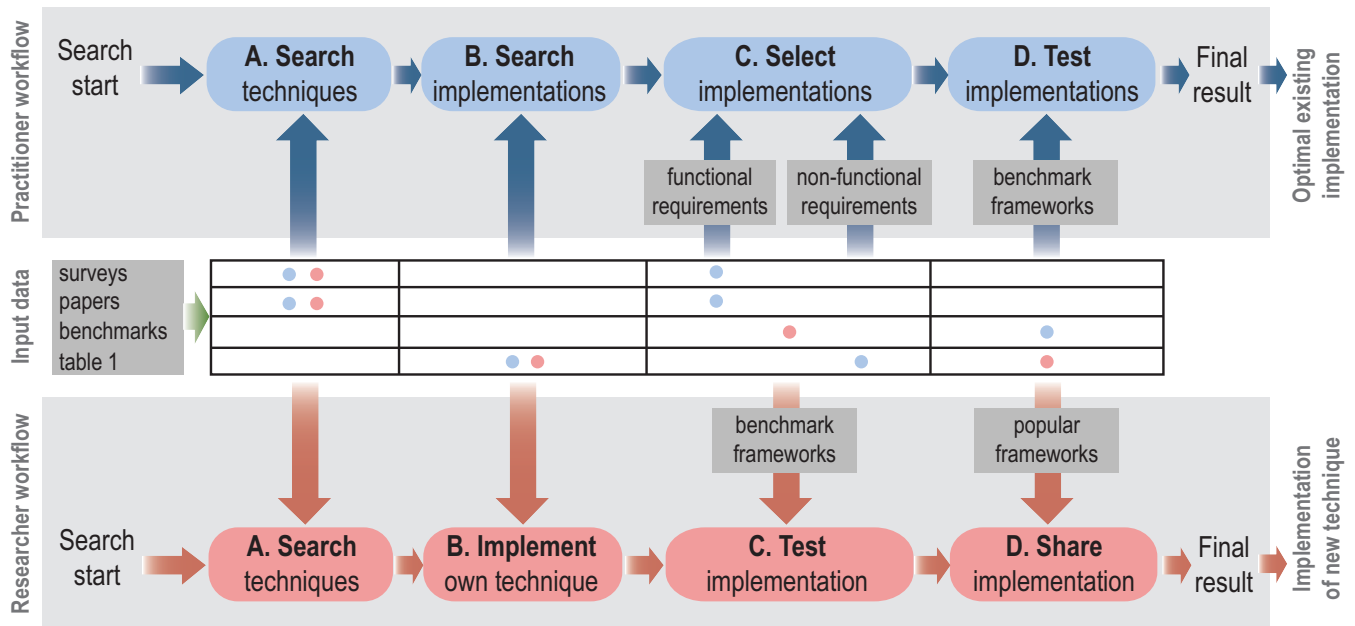 Practitioner workflow
Search
start
A. Search
techniques
B. Search
implementations
C. Select
implementations
D. Test
implementations
Final
result
Optimal existing
implementation
functional
requirements
non-functional
requirements
benchmark
frameworks
Input data
surveys
papers
benchmarks
table 1
benchmark
frameworks
popular
frameworks
Researcher workflow
Search
start
A. Search
techniques
B. Implement
own technique
C. Test
implementation
D. Share
implementation
Final
result
Implementation
of new technique